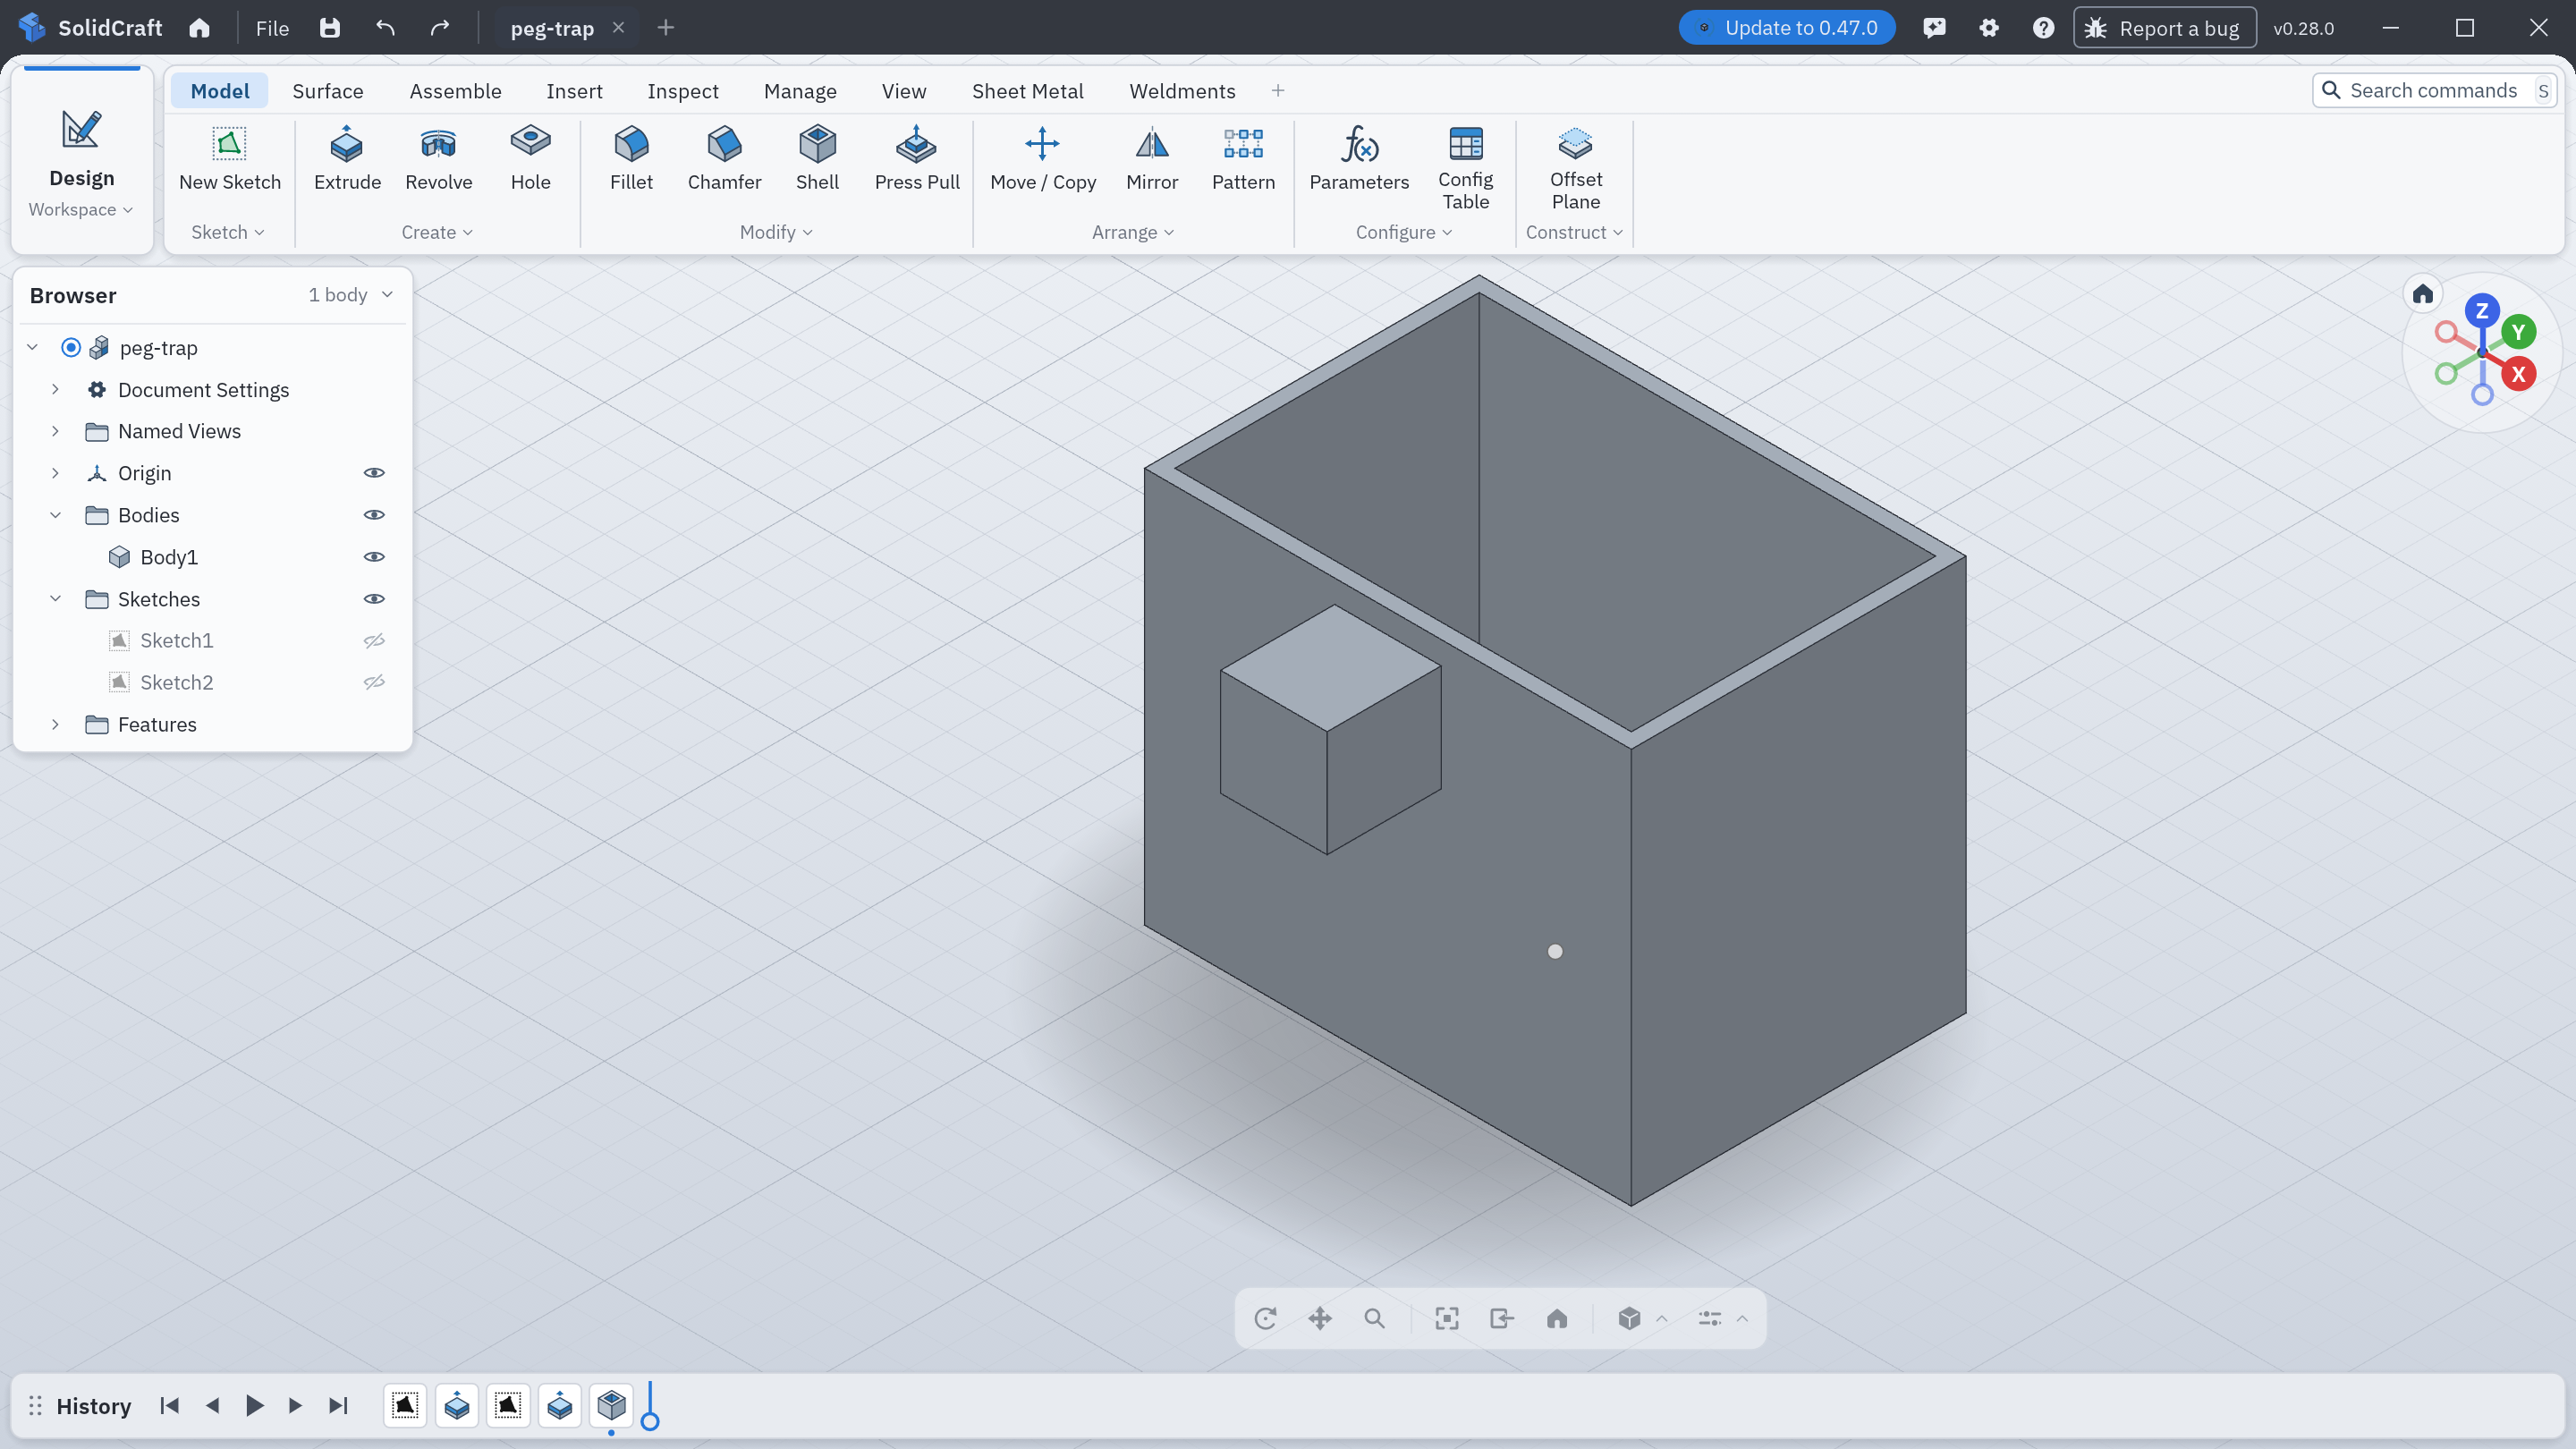 SolidCraft
File
peg-trap
Update to 0.47.0
Report a bug
v0.28.0
Design
Workspace
Model
Surface
Assemble
Insert
Inspect
Manage
View
Sheet Metal
Weldments
Search commands
S
New Sketch
Extrude
Revolve
Hole
Fillet
Chamfer
Shell
Press Pull
Move / Copy
Mirror
Pattern
Parameters
Config
Table
Offset
Plane
Sketch
Create
Modify
Arrange
Configure
Construct
Browser
1 body
peg-trap
Document Settings
Named Views
Origin
Bodies
Body1
Sketches
Sketch1
Sketch2
Features
Z
Y
X
History